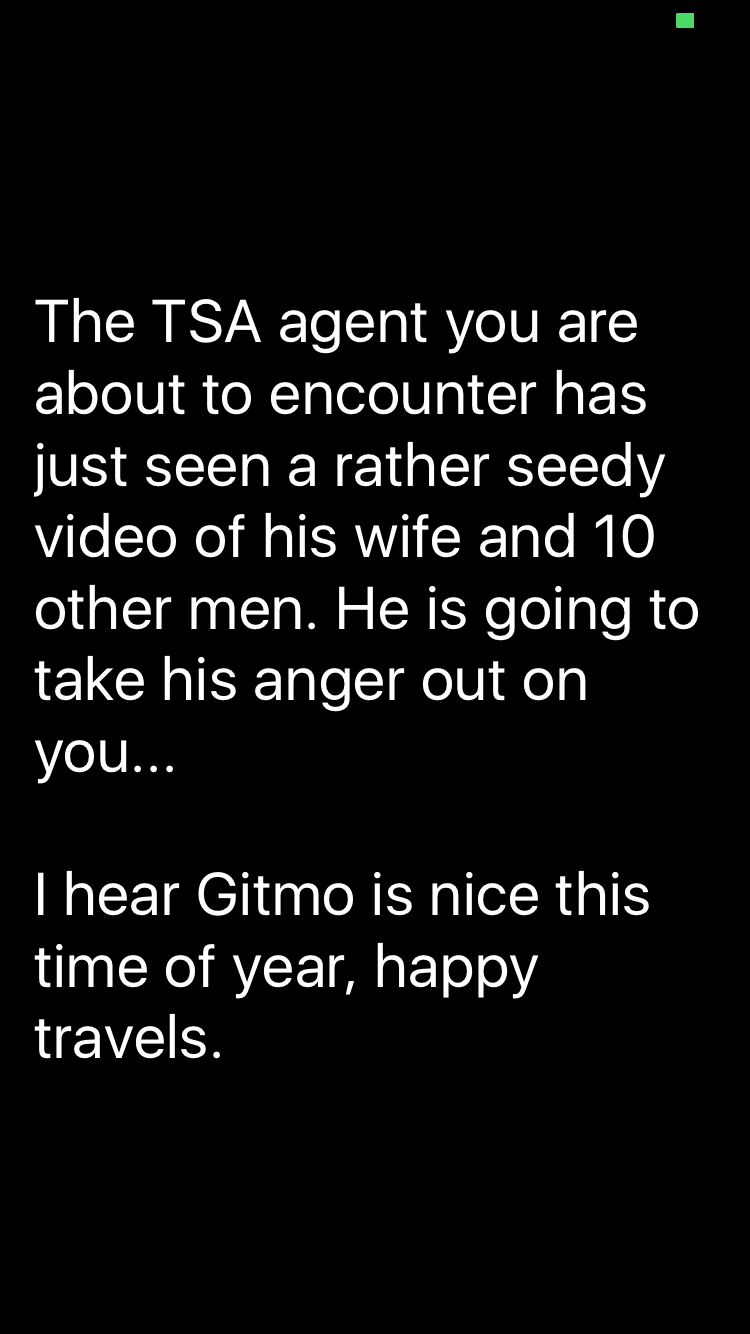 The TSA agent you are
about to encounter has
just seen a rather seedy
video of his wife and 10
other men. He is going to
take his anger out on
you...
I hear Gitmo is nice this
time of year, happy
travels.